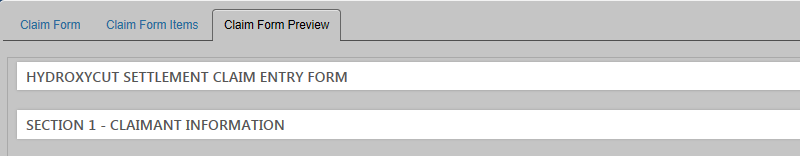 Claim Form Claim Form Items Claim Form Preview
HYDROXYCUT SETTLEMENT CLAIM ENTRY FORM
SECTION 1 - CLAIMANT INFORMATION